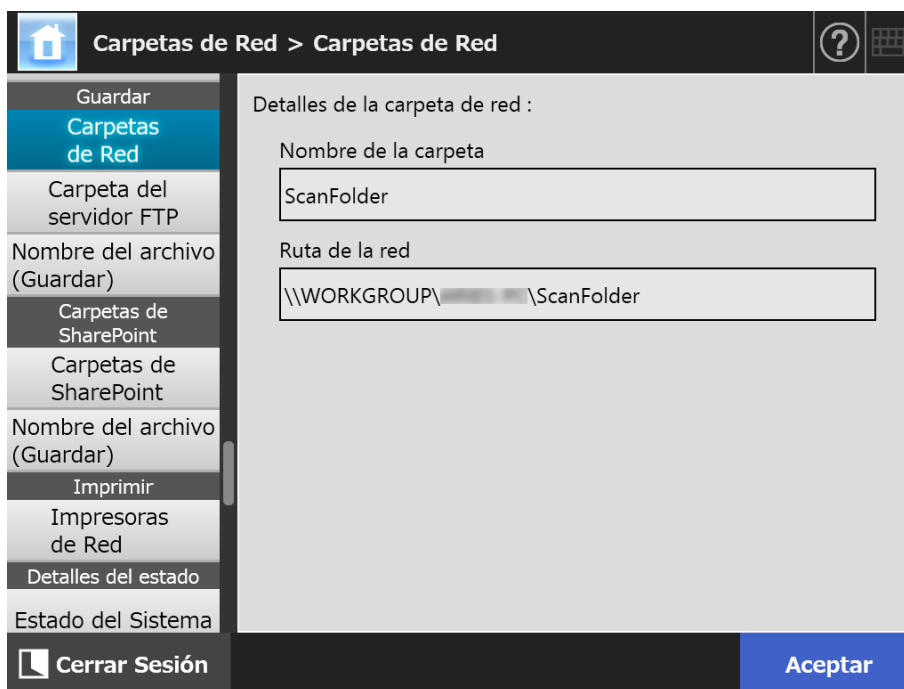 Carpetas de Red > Carpetas de Red
?
Guardar
Carpetas
de Red
Carpeta del
servidor FTP
Nombre del archivo
(Guardar)
Carpetas de
SharePoint
Carpetas de
SharePoint
Nombre del archivo
(Guardar)
Imprimir
Impresoras
de Red
Detalles del estado
Estado del Sistema
Detalles de la carpeta de red :
Nombre de la carpeta
ScanFolder
Ruta de la red
\\WORKGROUP\ \ScanFolder
Cerrar Sesión
Aceptar